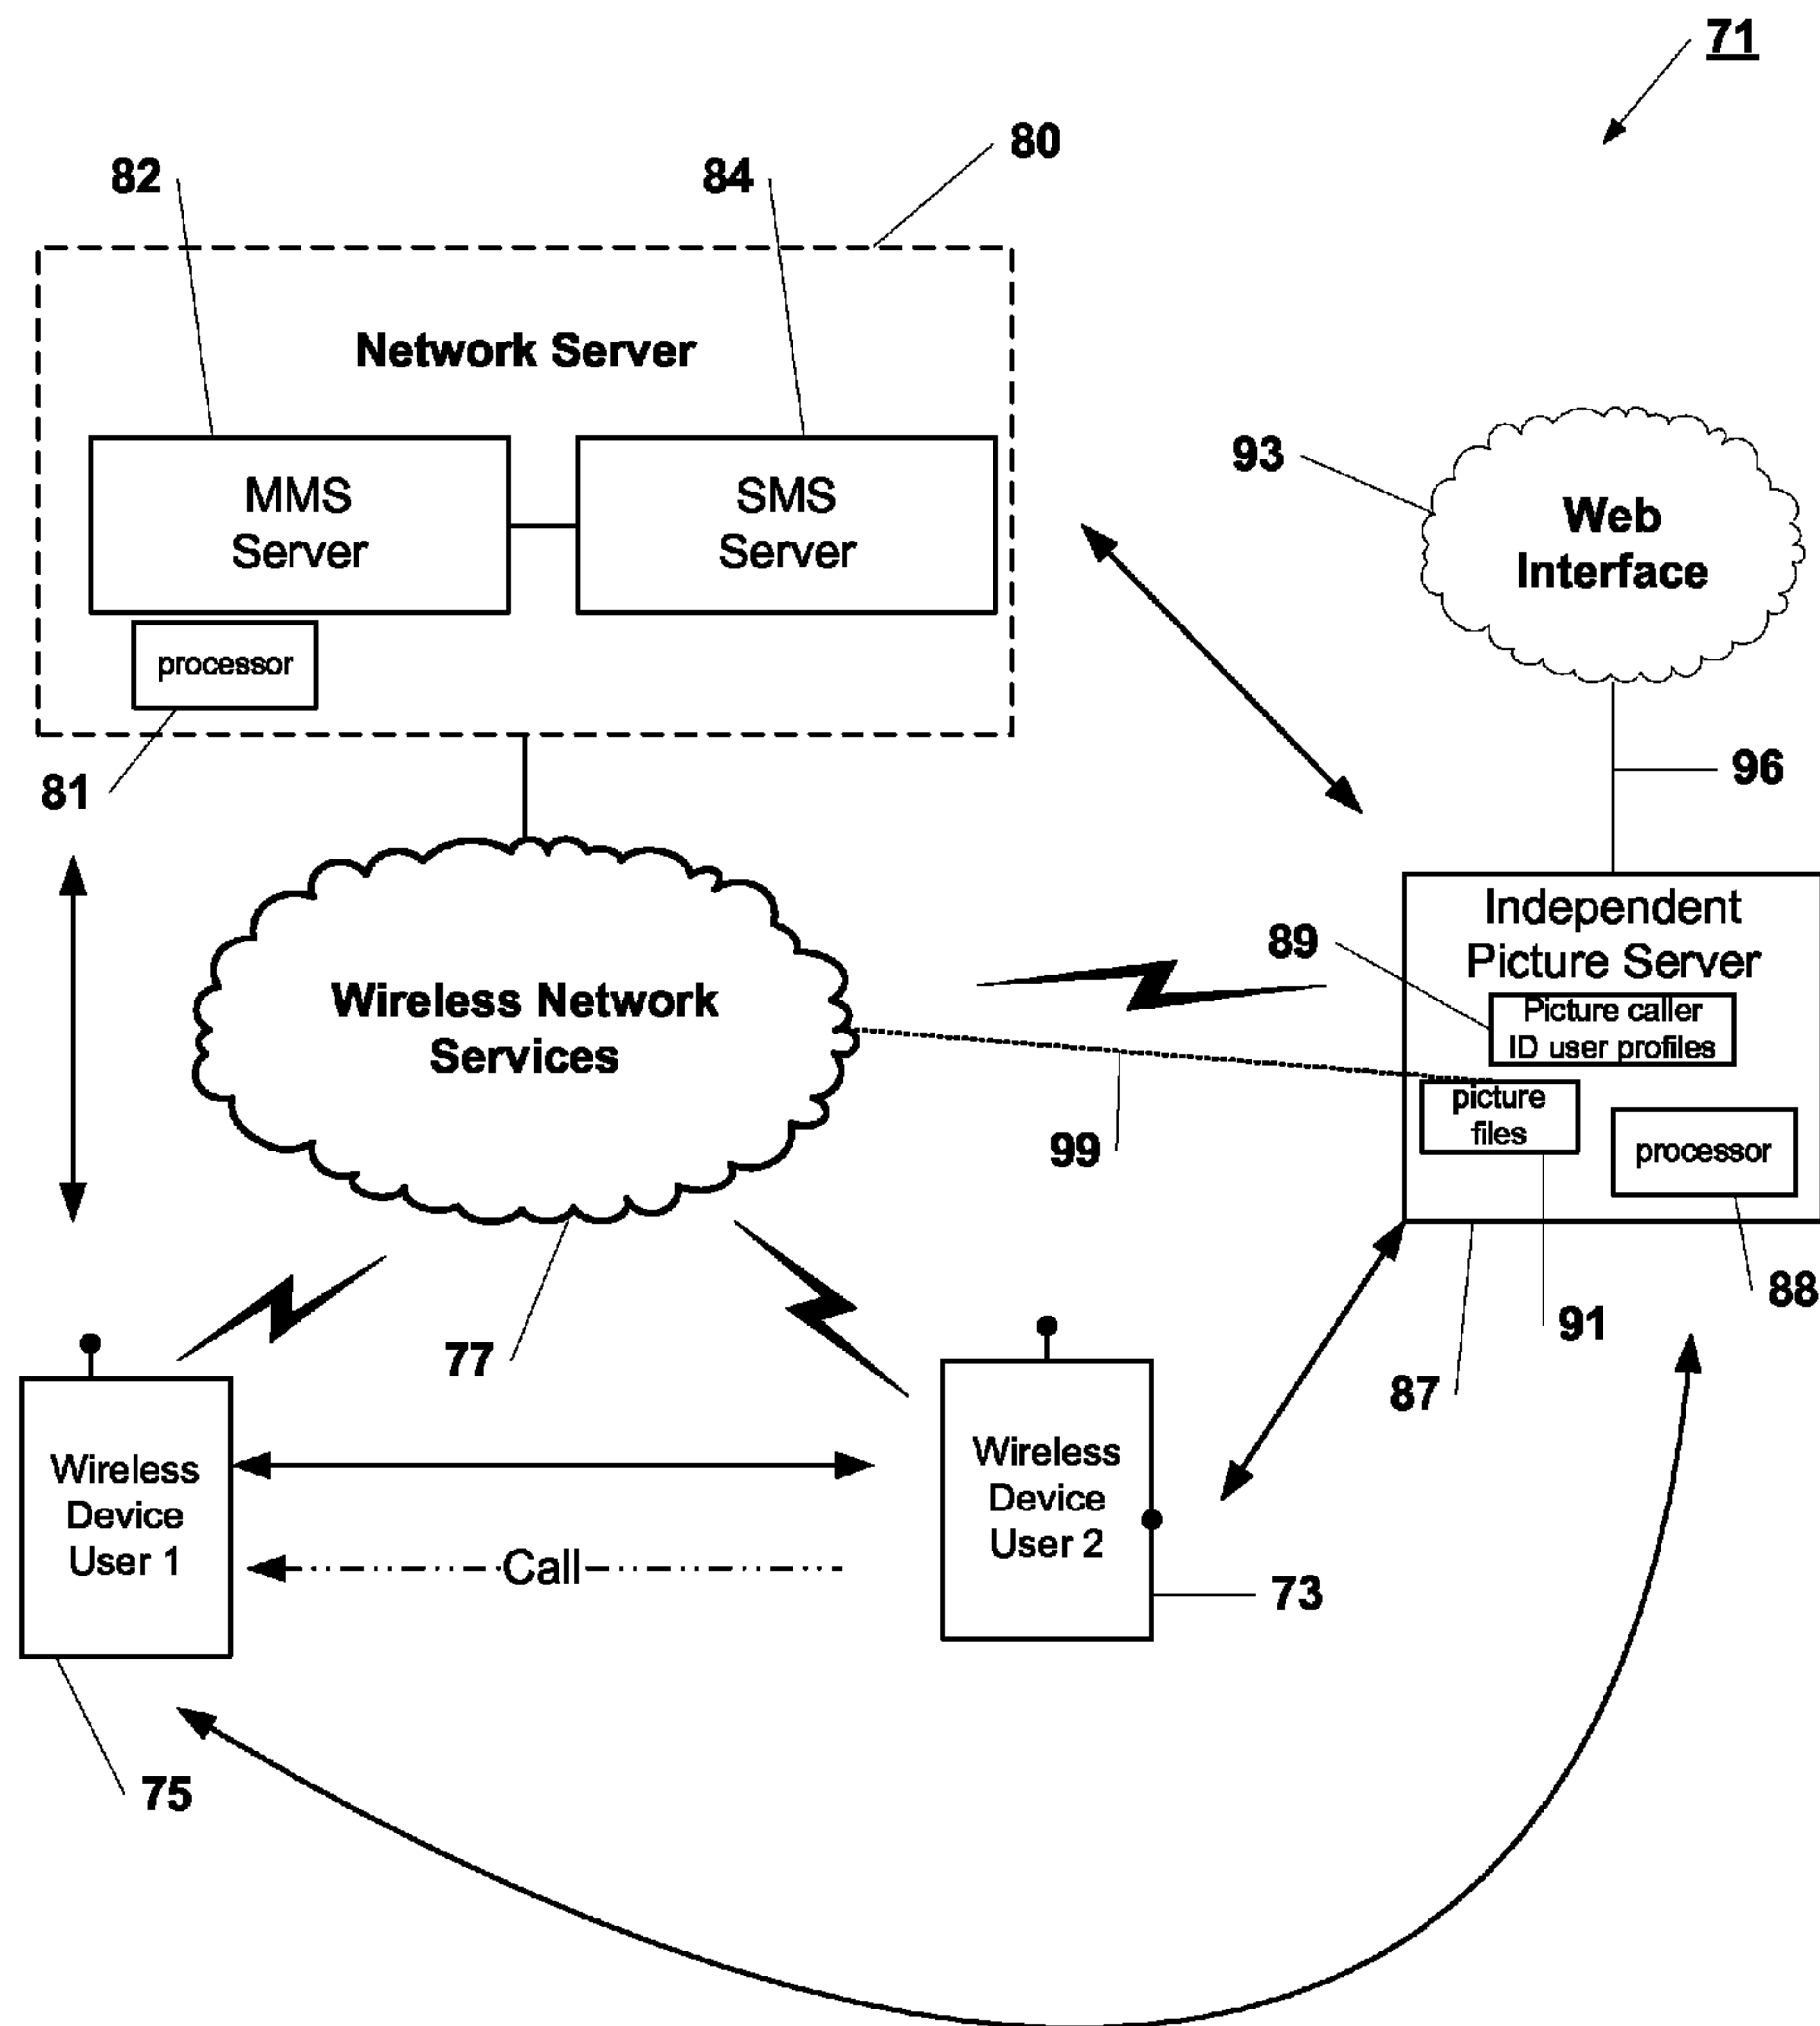 71
80
82
84
Network Server
MMS
Server
SMS
Server
processor
81
93
Web
Interface
96
Independent
Picture Server
89
Picture caller
ID user profiles
picture
files
processor
Wireless Network
Services
99
88
91
87
77
Wireless
Device
User 1
Wireless
Device
User 2
Call
73
75